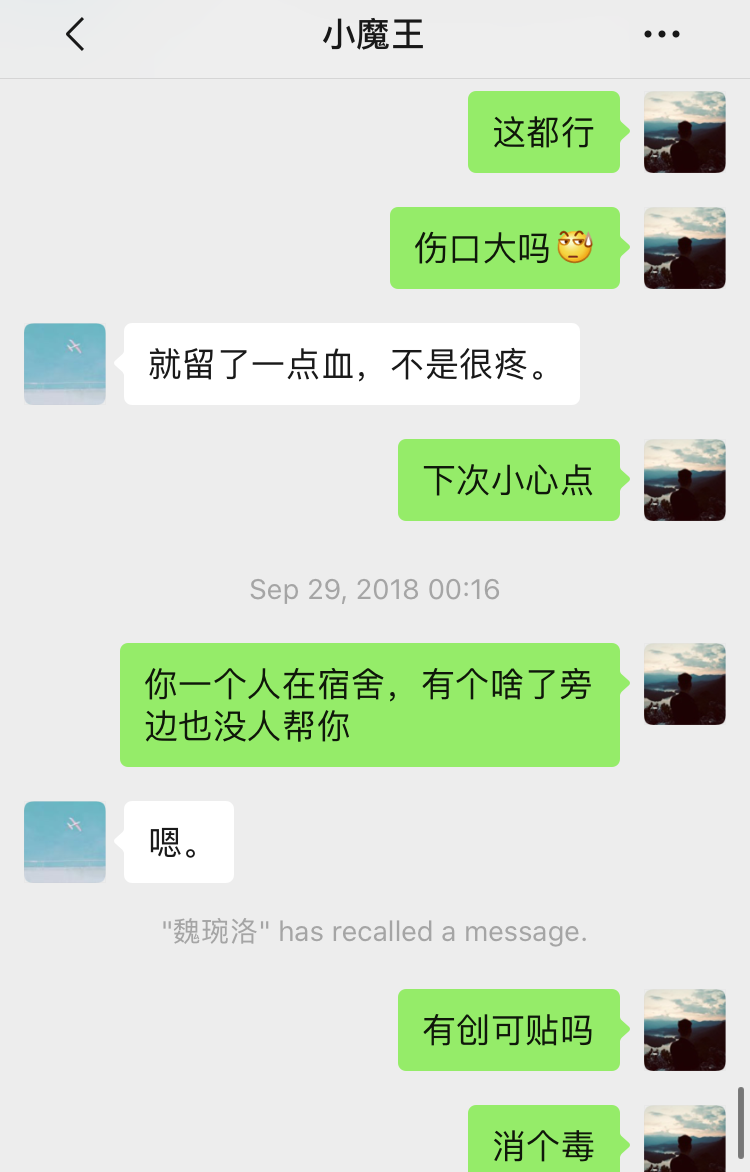 小魔王
这都行
伤口大吗
就留了一点血，不是很疼。
下次小心点
Sep 29, 2018 00:16
你一个人在宿舍，有个啥了旁
边也没人帮你
嗯。
"魏琬洛" has recalled a message.
有创可贴吗
消个毒